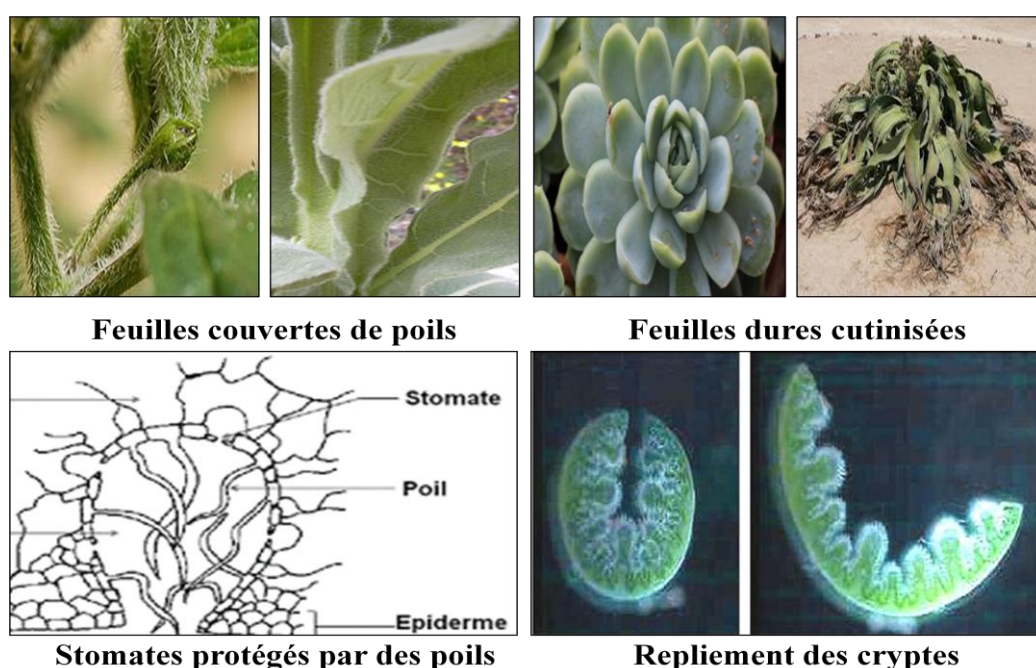 Feuilles couvertes de poils
Feuilles dures cutinisées
Stomate
Poil
Epiderme
Stomates protégés par des poils
Repliement des cryptes